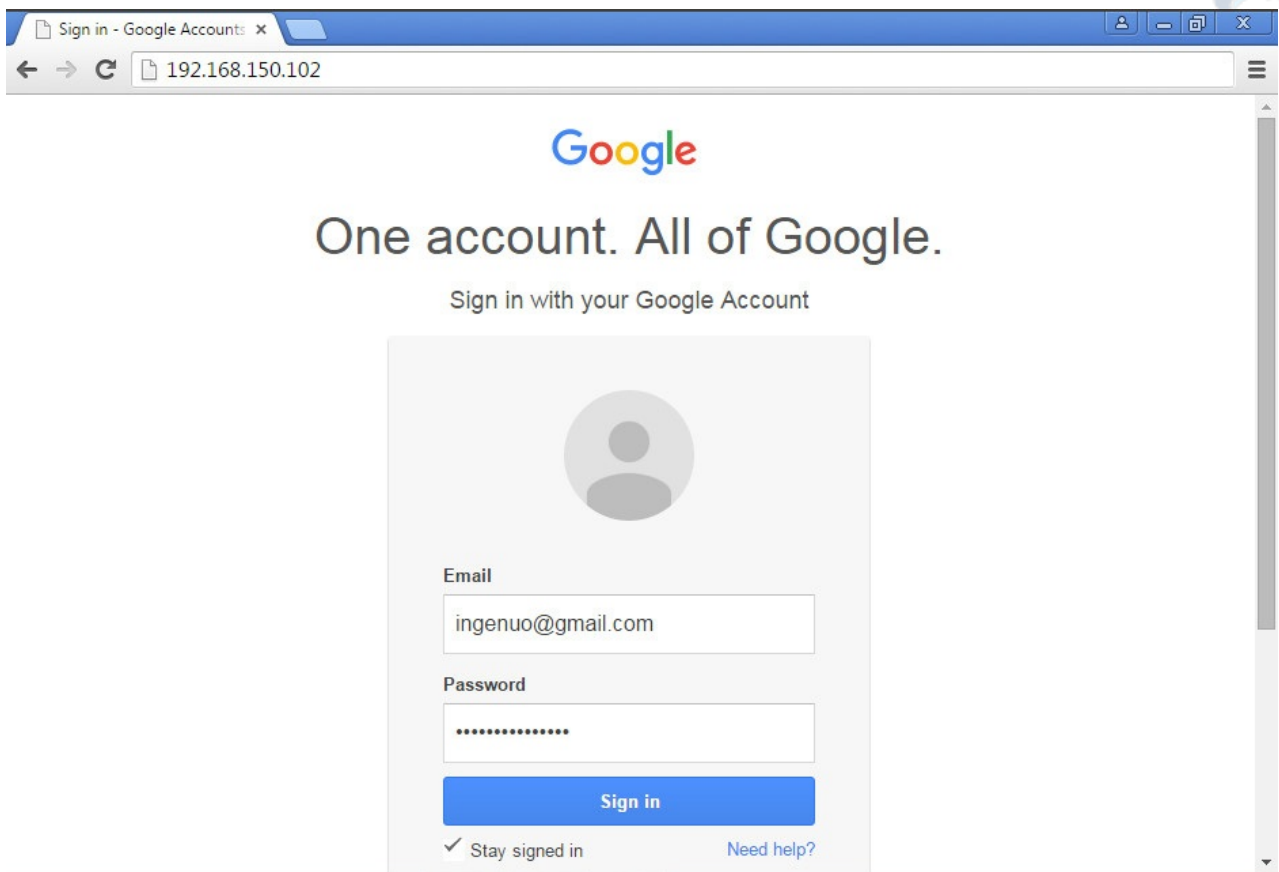 Sign in - Google Accounts
192.168.150.102
Google
One account. All of Google.
Sign in with your Google Account
Email
ingenuo@gmail.com
Password
•••••••••••••••
Sign in
Stay signed in Need help?